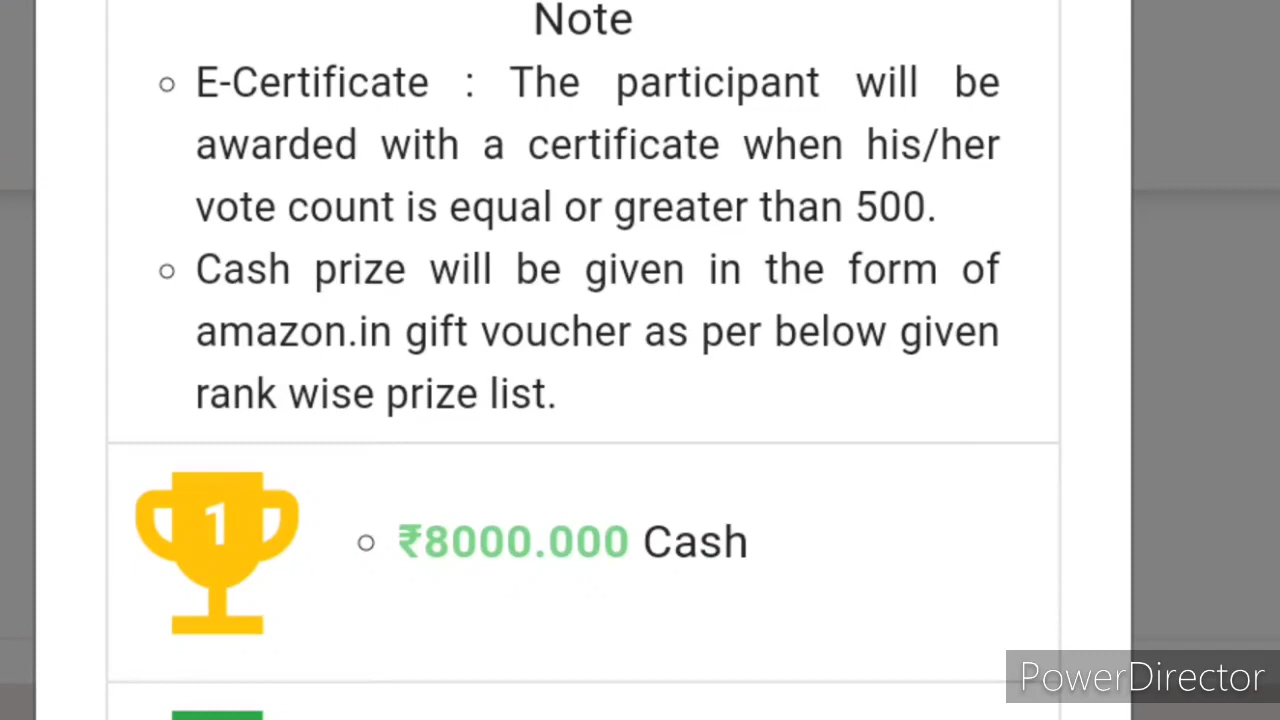 Note
E-Certificate : The participant will be
awarded with a certificate when his/her
vote count is equal or greater than 500.
Cash prize will be given in the form of
amazon.in gift voucher as per below given
rank wise prize list.
1
₹8000.000 Cash
PowerDirector